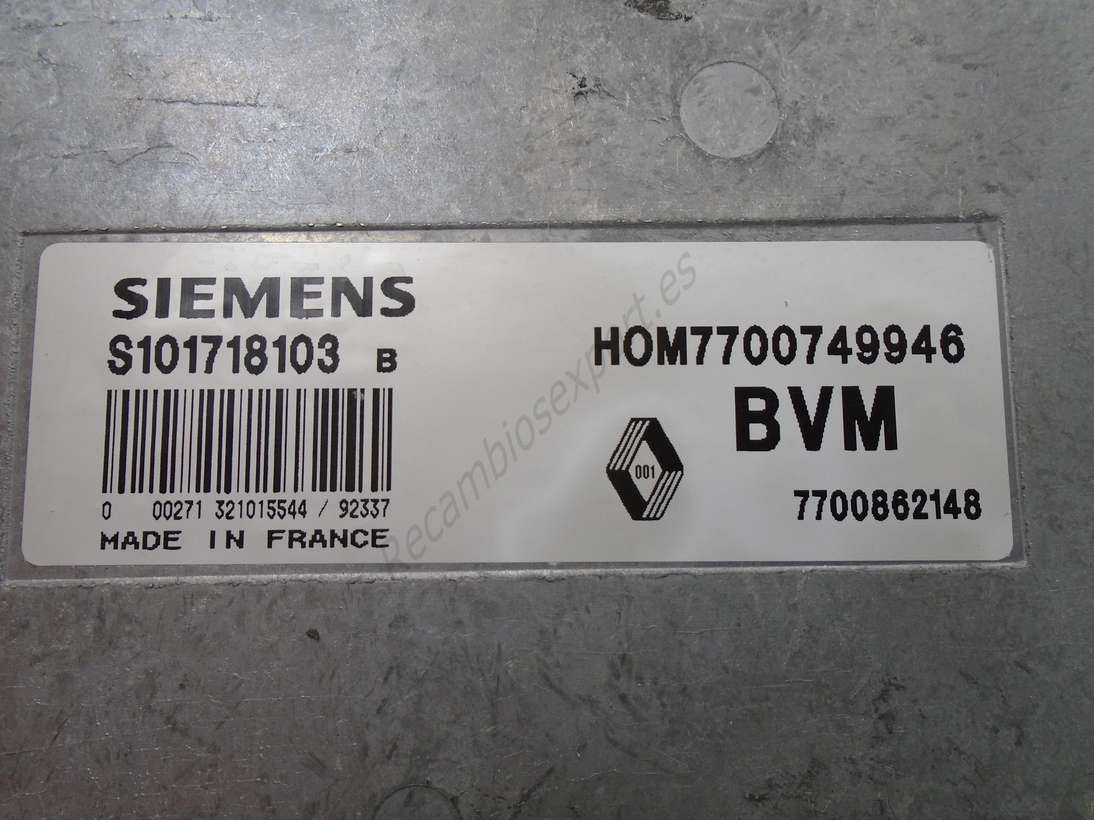 SIEMENS
S101718103 B
0 00271 321015544 / 92337
MADE IN FRANCE
HOM7700749946
BVM
001
7700862148
Recambiosexpert.es